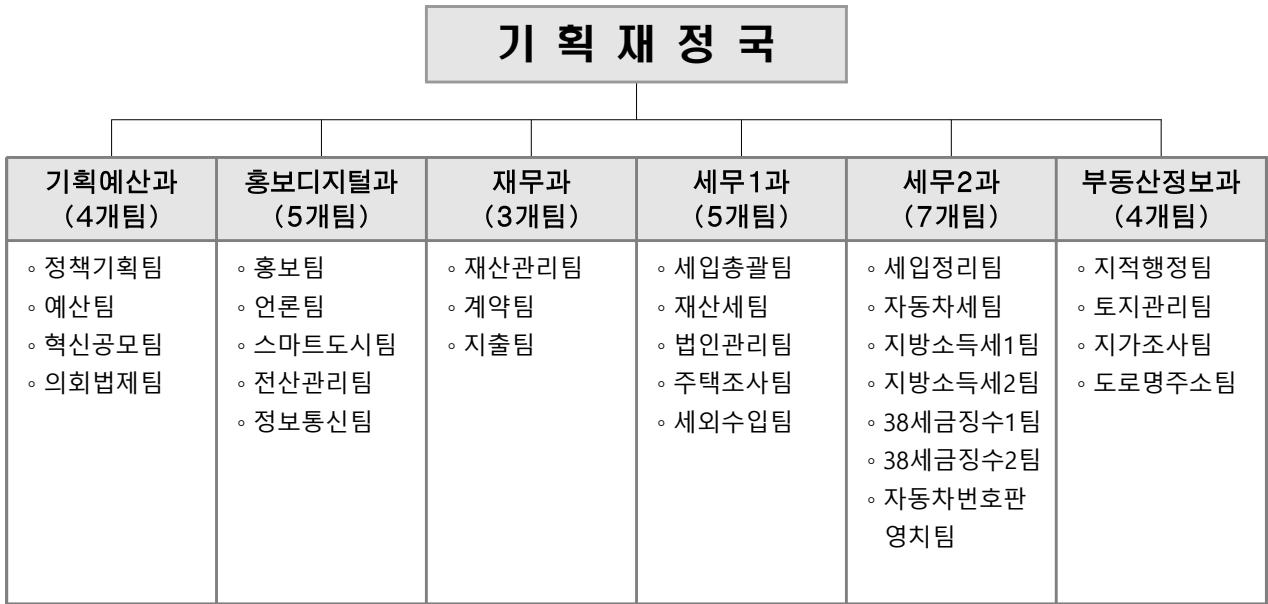 기 획 재 정 국
기획예산과
(4개팀)
◦ 정책기획팀
◦ 예산팀
◦ 혁신공모팀
◦ 의회법제팀
홍보디지털과
(5개팀)
◦ 홍보팀
◦ 언론팀
◦ 스마트도시팀
◦ 전산관리팀
◦ 정보통신팀
재무과
(3개팀)
◦ 재산관리팀
◦ 계약팀
◦ 지출팀
세무1과
(5개팀)
◦ 세입총괄팀
◦ 재산세팀
◦ 법인관리팀
◦ 주택조사팀
◦ 세외수입팀
세무2과
(7개팀)
◦ 세입정리팀
◦ 자동차세팀
◦ 지방소득세1팀
◦ 지방소득세2팀
◦ 38세금징수1팀
◦ 38세금징수2팀
◦ 자동차번호판
영치팀
부동산정보과
(4개팀)
◦ 지적행정팀
◦ 토지관리팀
◦ 지가조사팀
◦ 도로명주소팀